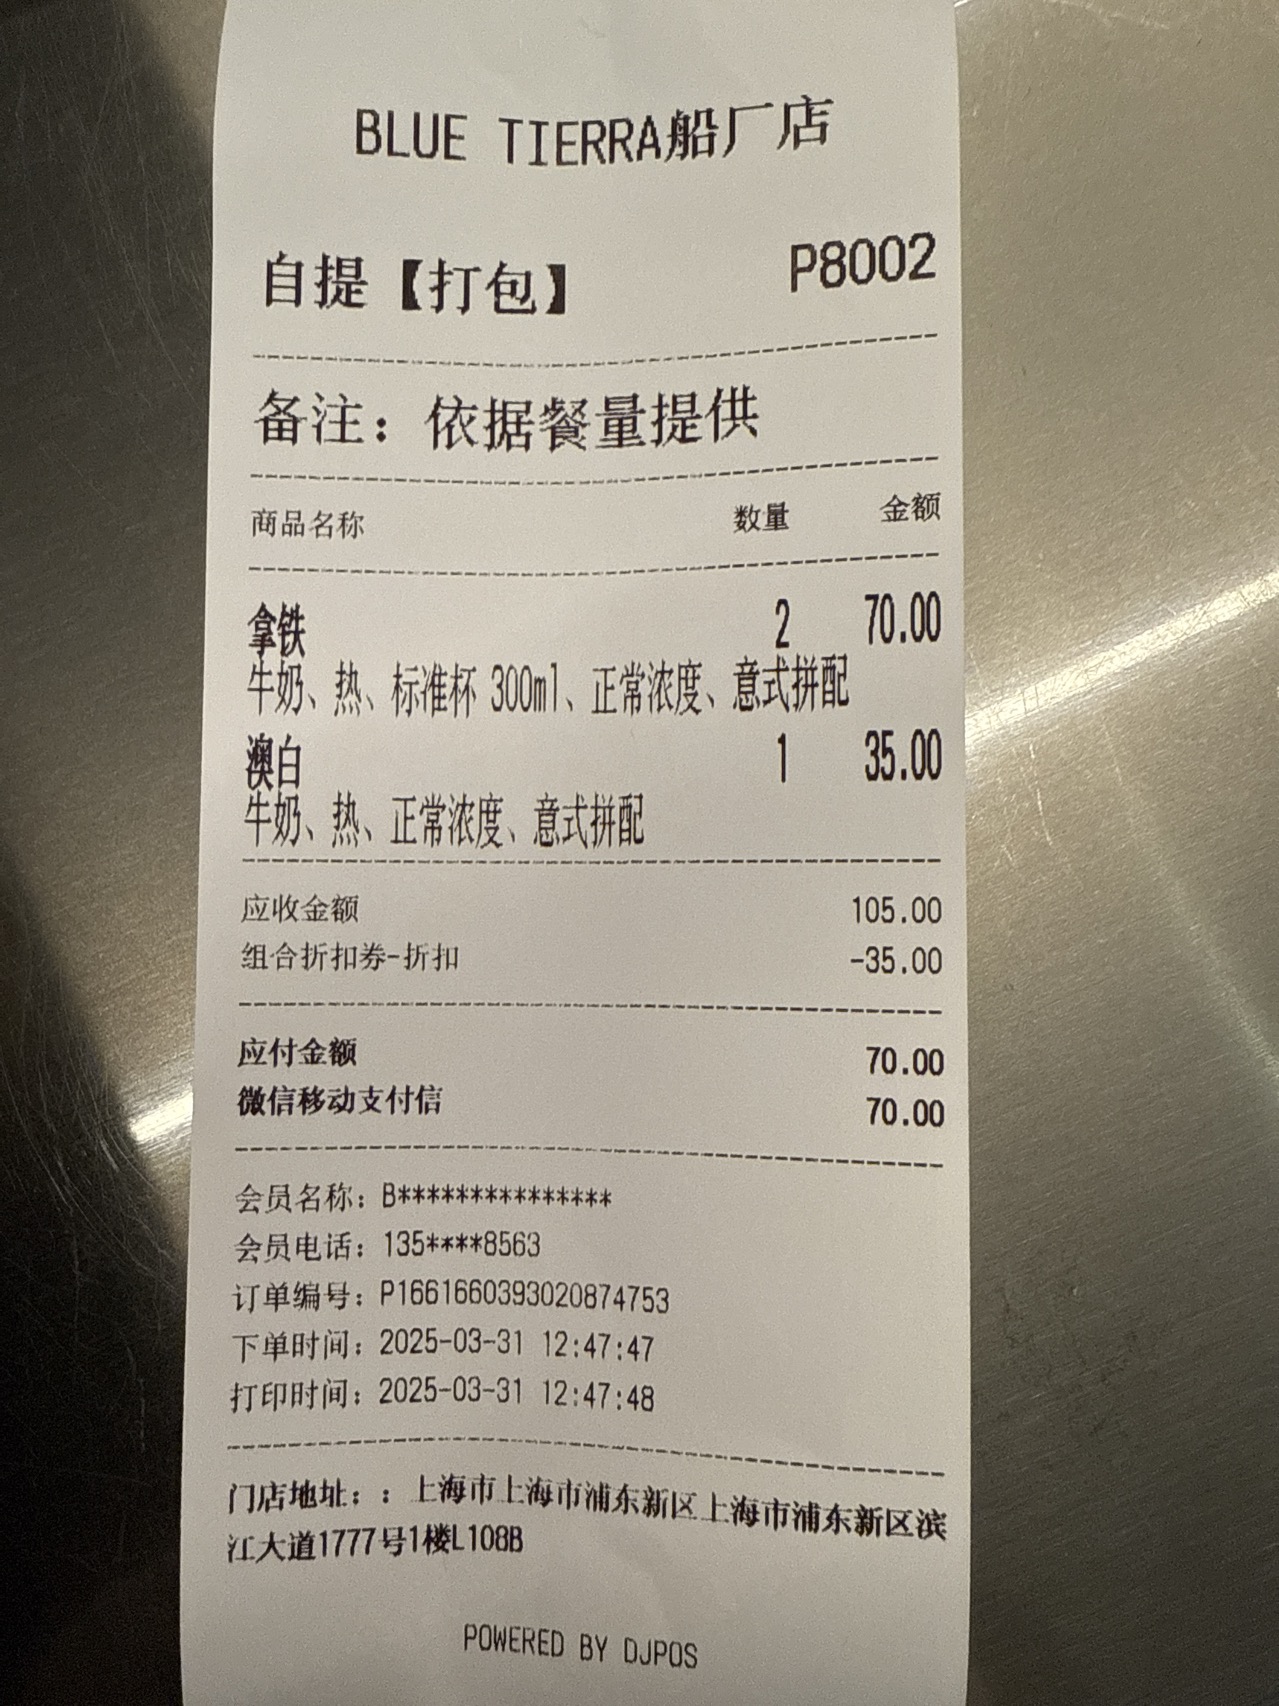 BLUE TIERRA船厂店
自提【打包】 P8002
备注：依据餐量提供
商品名称 数量 金额
拿铁 2 70.00
牛奶、热、标准杯 300ml、正常浓度、意式拼配
澳白 1 35.00
牛奶、热、正常浓度、意式拼配
应收金额 105.00
组合折扣券-折扣 -35.00
应付金额 70.00
微信移动支付信 70.00
会员名称：B***************
会员电话：135****8563
订单编号：P1661660393020874753
下单时间：2025-03-31 12:47:47
打印时间：2025-03-31 12:47:48
门店地址：：上海市上海市浦东新区上海市浦东新区滨
江大道1777号1楼L108B
POWERED BY DJPOS